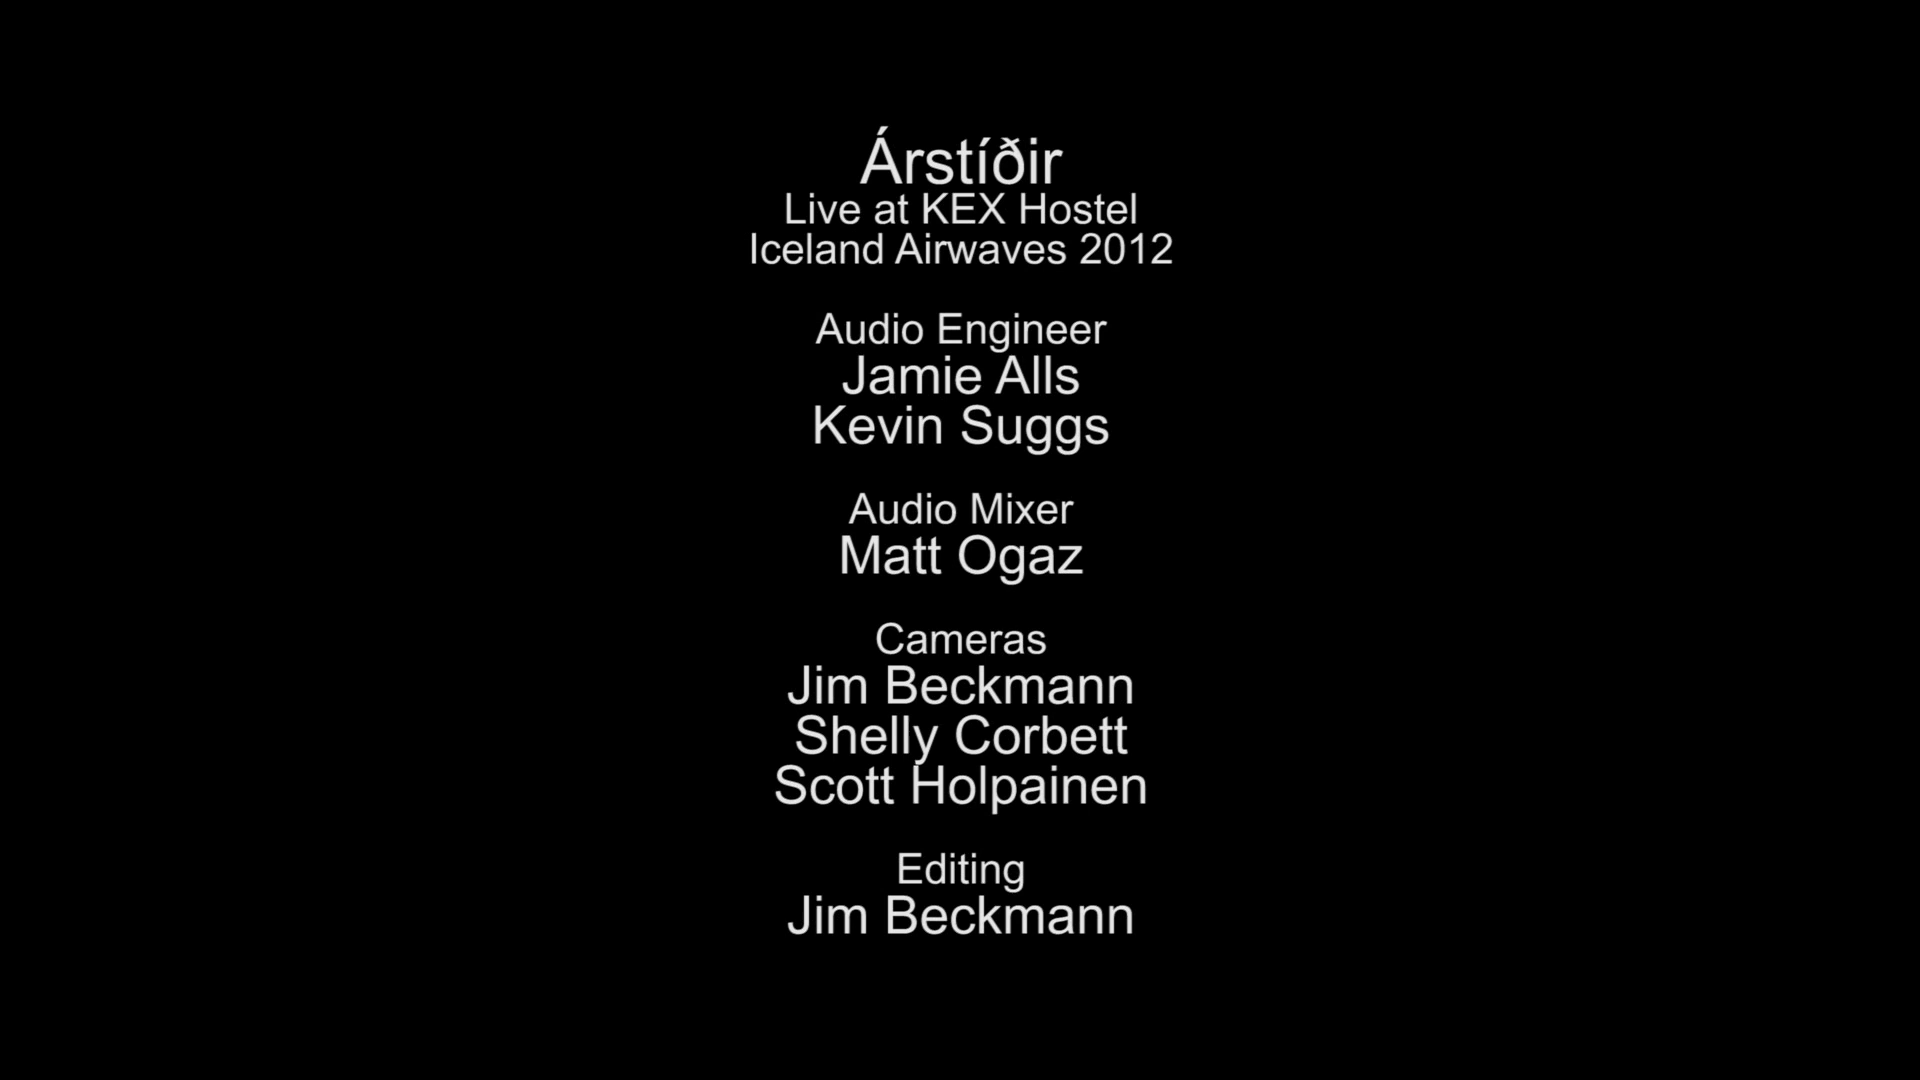 Árstíðir
Live at KEX Hostel
Iceland Airwaves 2012
Audio Engineer
Jamie Alls
Kevin Suggs
Audio Mixer
Matt Ogaz
Cameras
Jim Beckmann
Shelly Corbett
Scott Holpainen
Editing
Jim Beckmann